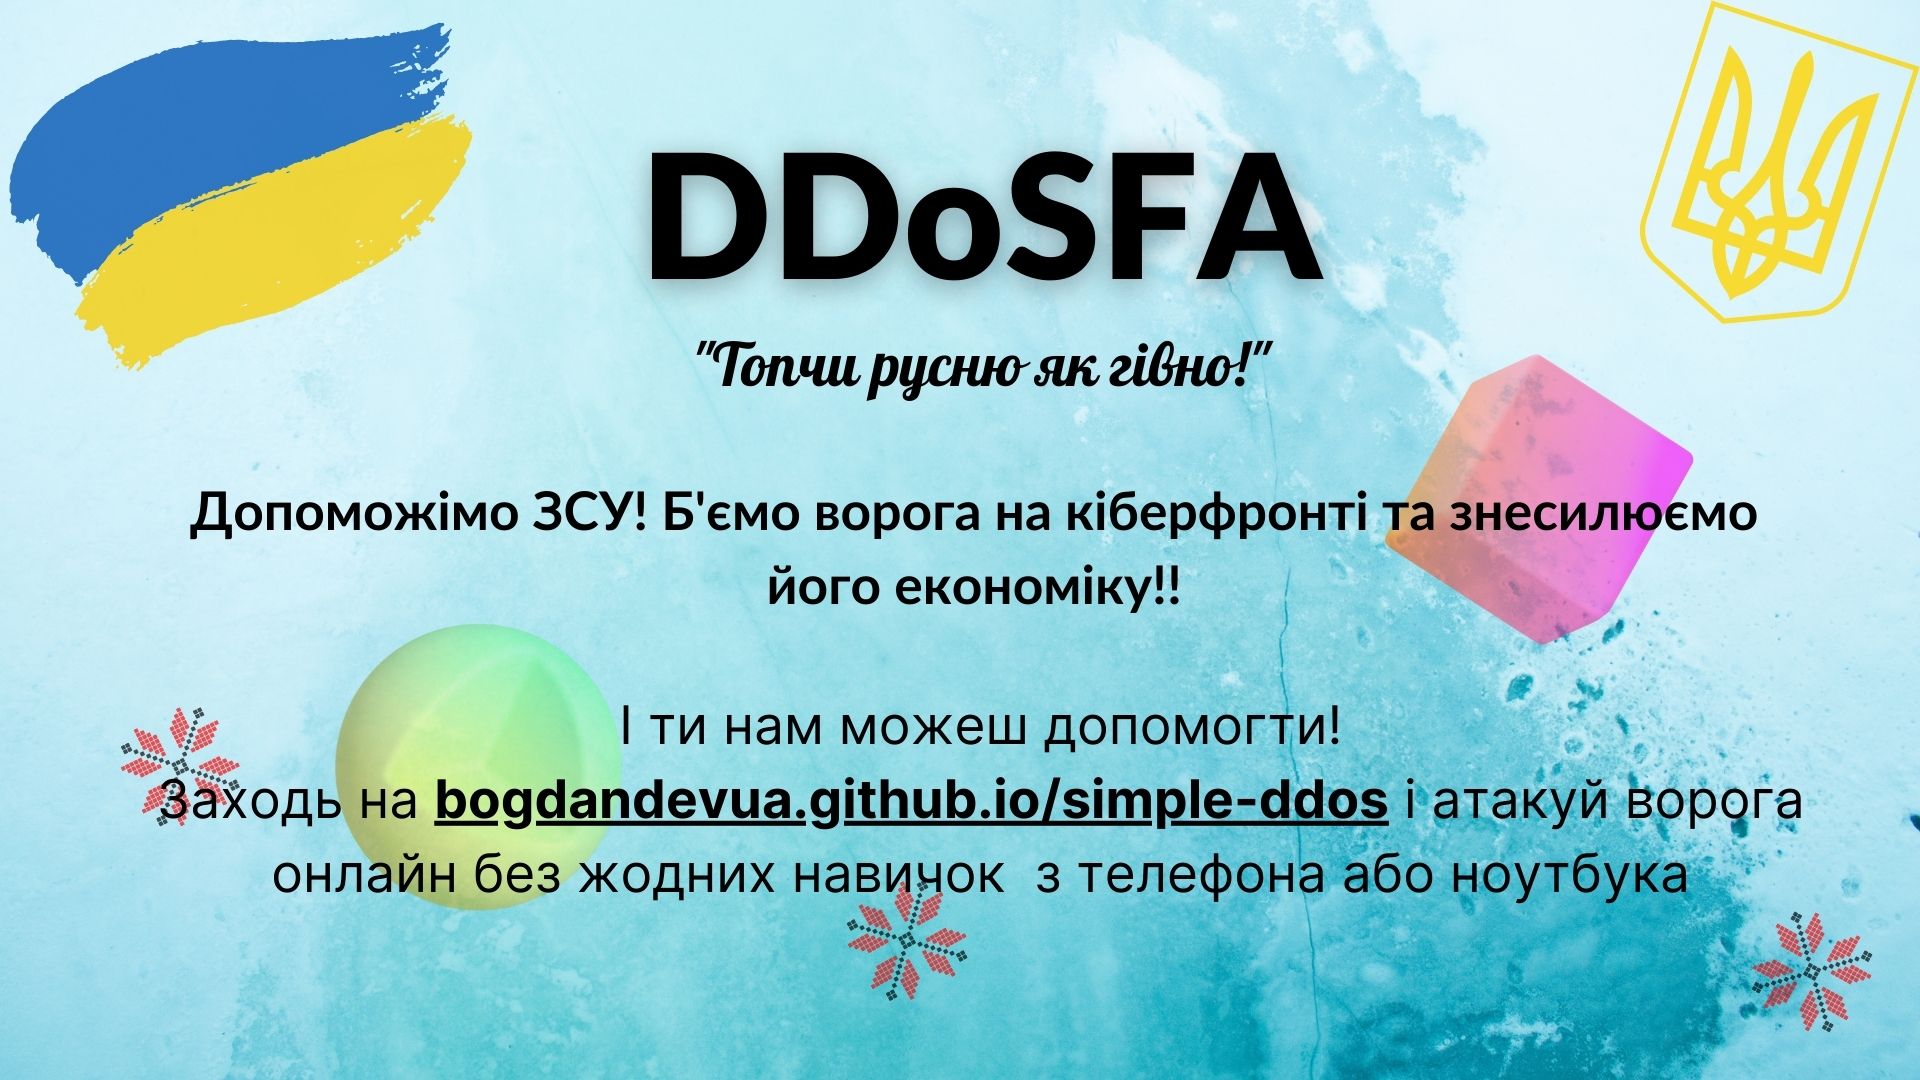 DDoSFA
"Топчи русню як гівно!"
Допоможімо ЗСУ! Б'ємо ворога на кіберфронті та знесилюємо
його економіку!!
І ти нам можеш допомогти!
Заходь на bogdandevua.github.io/simple-ddos і атакуй ворога
онлайн без жодних навичок з телефона або ноутбука